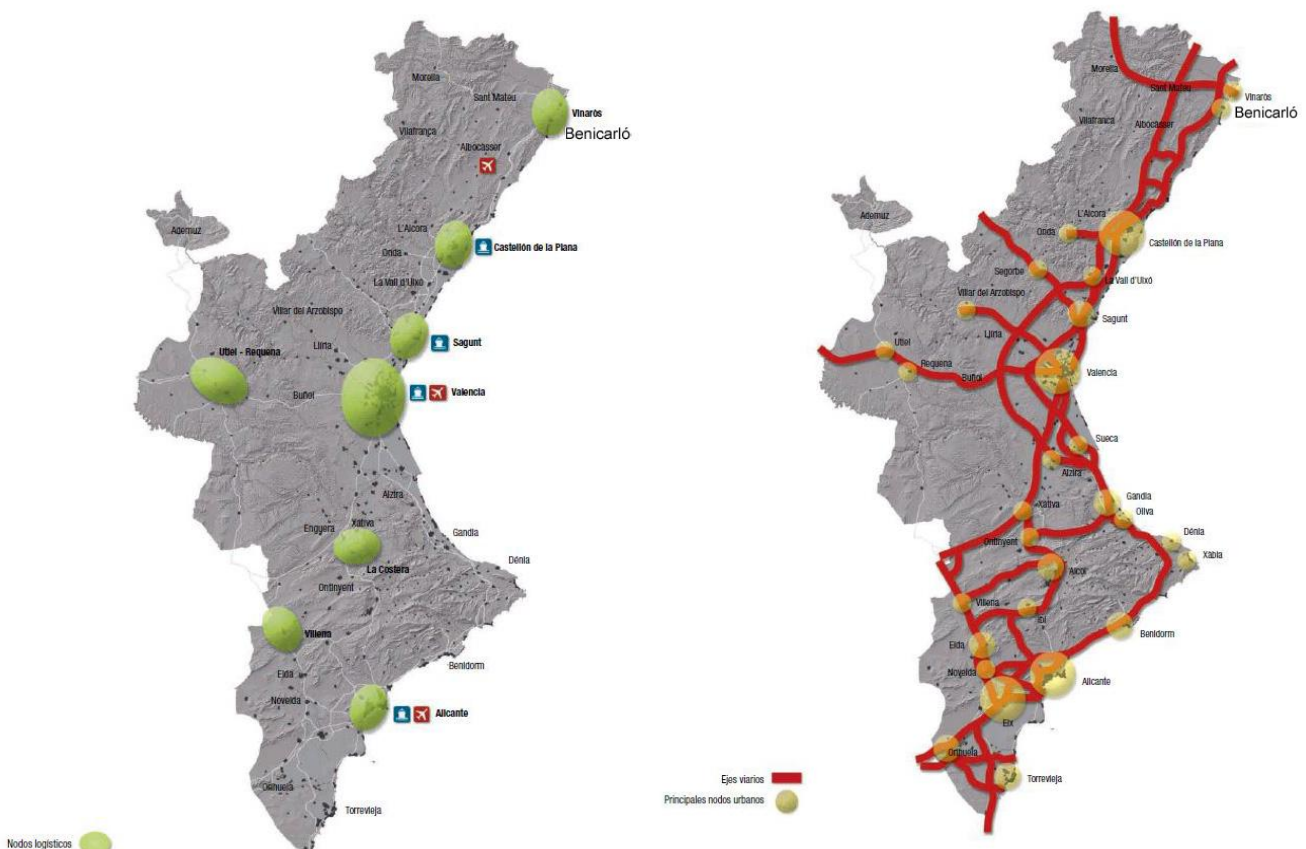 Morella
Sant Mateu
Vinaròs
Benicarló
Vilafranca
Albocàsser
Ademuz
L'Alcora
Onda
Castellón de la Plana
La Vall d'Uixó
Villar del Arzobispo
Sagunt
Llíria
Utiel - Requena
Valencia
Buñol
Alzira
Xàtiva
Enguera
Gandia
La Costera
Dénia
Ontinyent
Villena
Benidorm
Elda
Novelda
Alicante
Orihuela
Torrevieja
Nodos logísticos
Morella
Sant Mateu
Vinaròs
Benicarló
Vilafranca
Albocàsser
Ademuz
L'Alcora
Onda
Castellón de la Plana
Segorbe
La Vall d'Uixó
Villar del Arzobispo
Sagunt
Llíria
Utiel
Requena
Buñol
Valencia
Sueca
Alzira
Xàtiva
Gandia
Oliva
Ontinyent
Dénia
Xàbia
Alcoi
Villena
Ibi
Benidorm
Elda
Novelda
Alicante
Elx
Orihuela
Torrevieja
Ejes viarios
Principales nodos urbanos